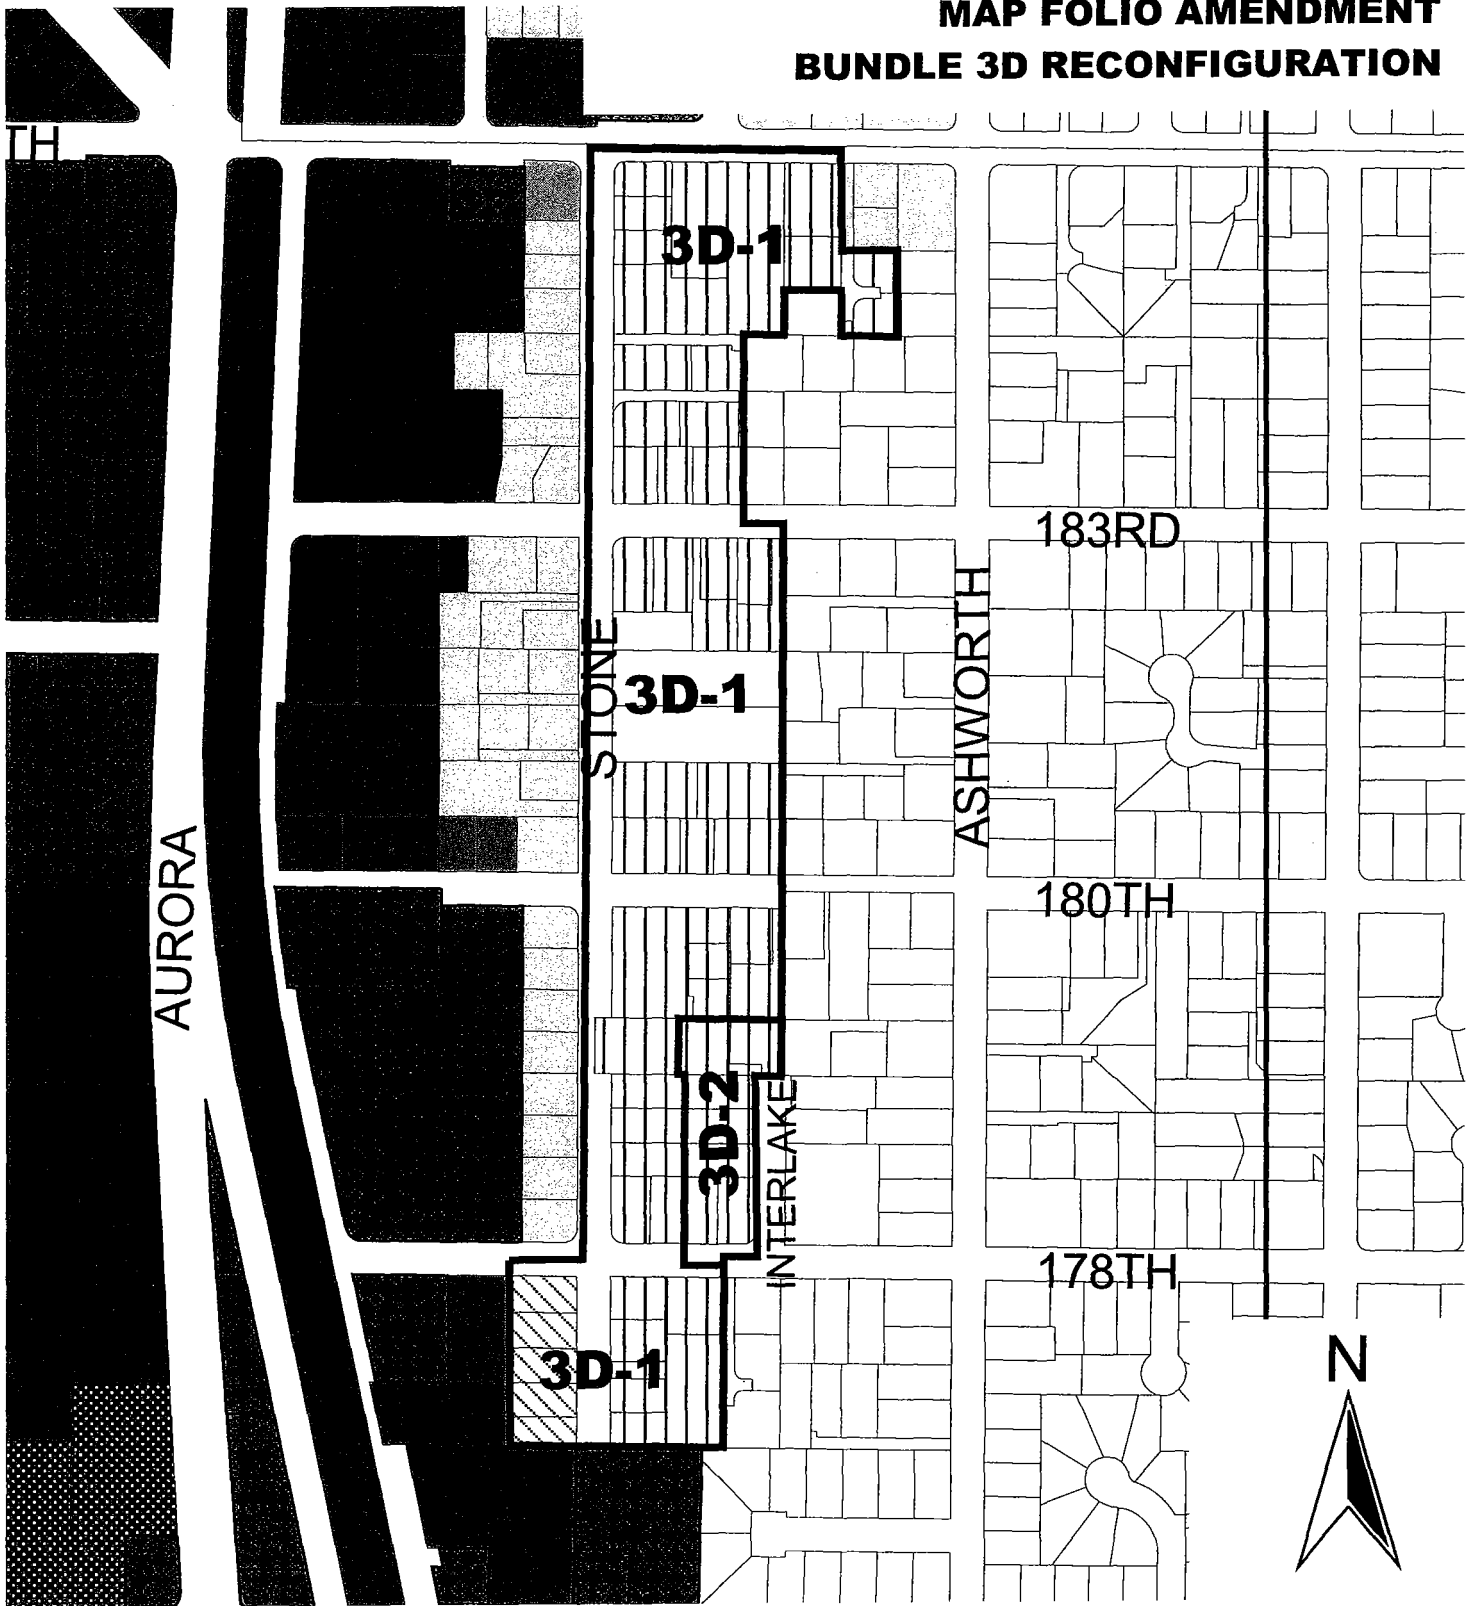 MAP FOLIO AMENDMENT
BUNDLE 3D RECONFIGURATION
TH
3D-1
183RD
STONE
ASHWORTH
3D-1
AURORA
180TH
3D-2
INTERLAKE
178TH
3D-1
N